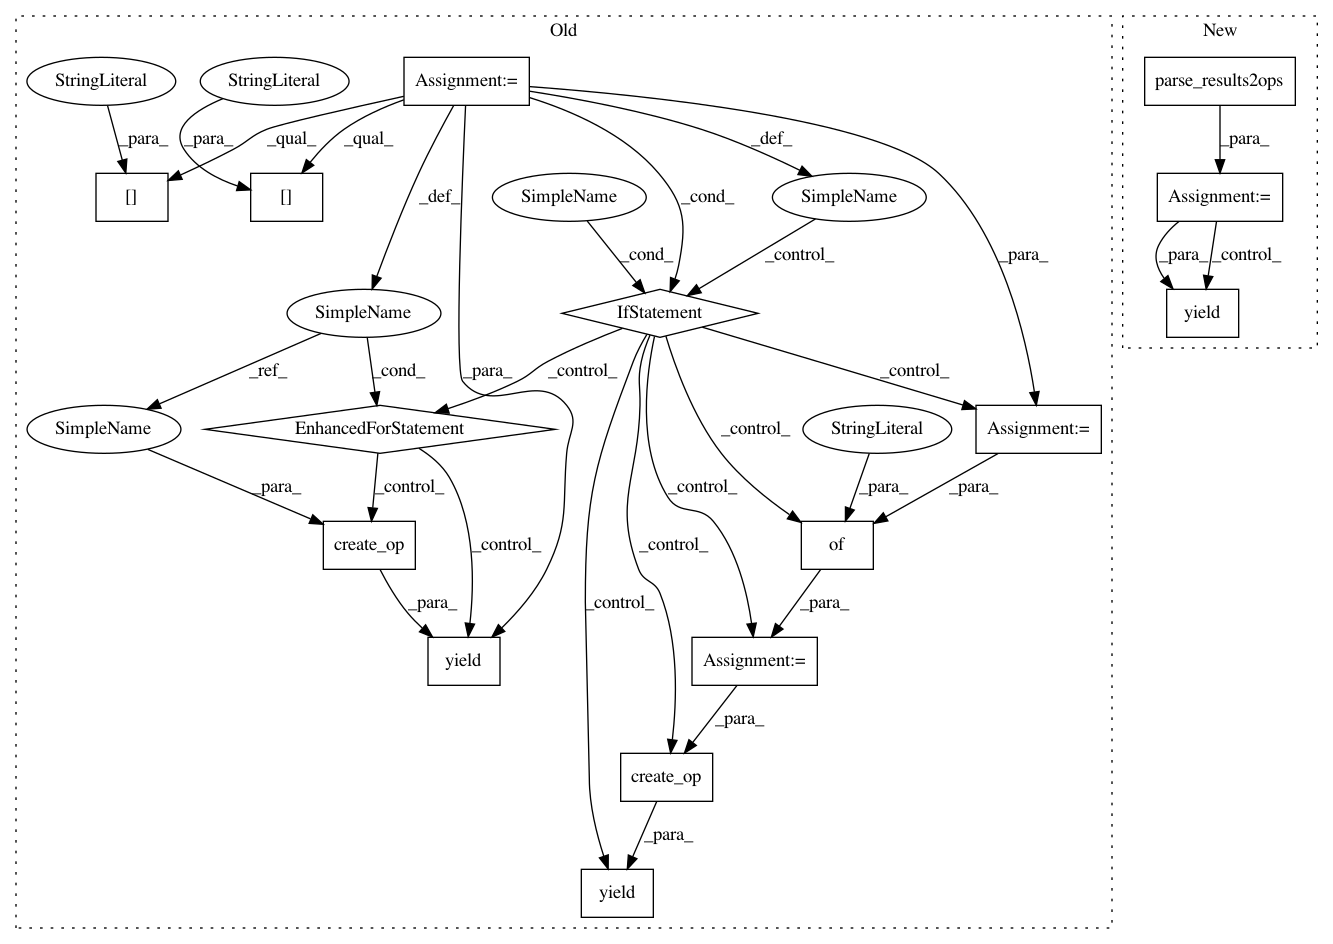 Old
New
StringLiteral
StringLiteral
Assignment:=
parse_results2ops
_para_
_para_
_qual_
_qual_
_def_
_para_
[]
[]
_def_
SimpleName
_cond_
SimpleName
Assignment:=
_cond_
_control_
_para_
_para_
_control_
SimpleName
IfStatement
yield
_ref_
_cond_
_para_
_control_
_control_
SimpleName
EnhancedForStatement
_control_
StringLiteral
Assignment:=
_para_
_control_
_control_
_control_
_para_
_para_
create_op
of
_para_
_control_
_control_
_para_
yield
Assignment:=
_para_
create_op
_para_
yield